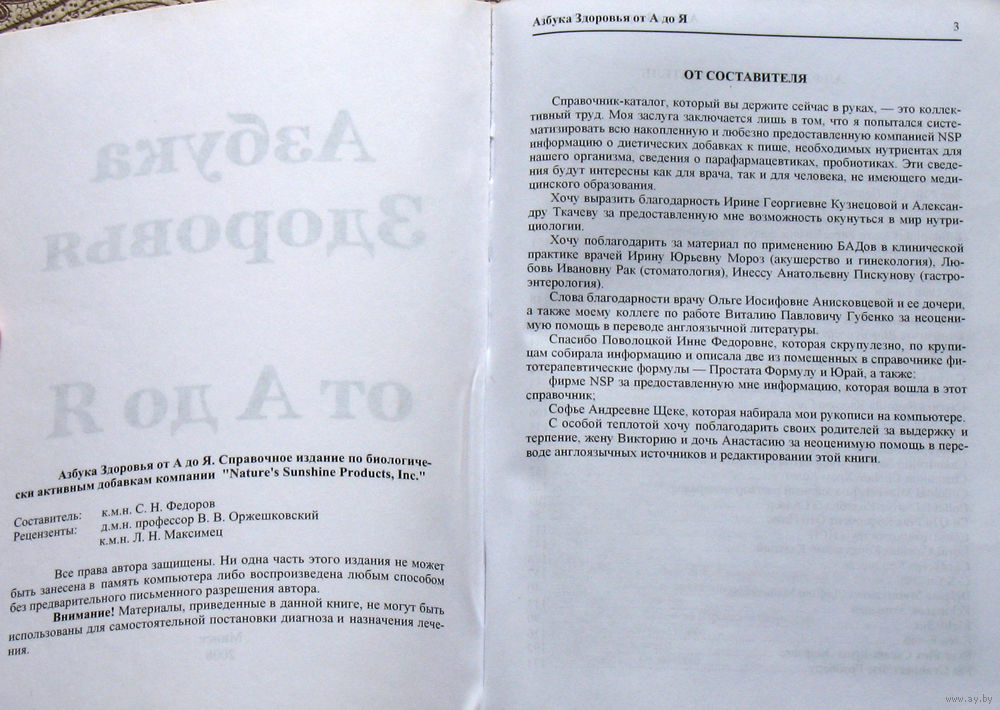 Азбука
Здоровья
от А до Я
Азбука Здоровья от А до Я. Справочное издание по биологиче-
ски активным добавкам компании "Nature's Sunshine Products, Inc."
Составитель: к.м.н. С. Н. Федоров
Рецензенты: д.м.н. профессор В. В. Оржешковский
к.м.н. Л. Н. Максимец
Все права автора защищены. Ни одна часть этого издания не может
быть занесена в память компьютера либо воспроизведена любым способом
без предварительного письменного разрешения автора.
Внимание! Материалы, приведенные в данной книге, не могут быть
использованы для самостоятельной постановки диагноза и назначения лече-
ния.
Минск
2006
Азбука Здоровья от А до Я
3
ОТ СОСТАВИТЕЛЯ
Справочник-каталог, который вы держите сейчас в руках, — это коллек-
тивный труд. Моя заслуга заключается лишь в том, что я попытался систе-
матизировать всю накопленную и любезно предоставленную компанией NSP
информацию о диетических добавках к пище, необходимых нутриентах для
нашего организма, сведения о парафармацевтиках, пробиотиках. Эти сведе-
ния будут интересны как для врача, так и для человека, не имеющего меди-
цинского образования.
Хочу выразить благодарность Ирине Георгиевне Кузнецовой и Алексан-
дру Ткачеву за предоставленную мне возможность окунуться в мир нутри-
циологии.
Хочу поблагодарить за материал по применению БАДов в клинической
практике врачей Ирину Юрьевну Мороз (акушерство и гинекология), Лю-
бовь Ивановну Рак (стоматология), Инессу Анатольевну Пискунову (гастро-
энтерология).
Слова благодарности врачу Ольге Иосифовне Анисковцевой и ее дочери,
а также моему коллеге по работе Виталию Павловичу Губенко за неоцени-
мую помощь в переводе англоязычной литературы.
Спасибо Поволоцкой Инне Федоровне, которая скрупулезно, по крупи-
цам собирала информацию и описала две из помещенных в справочнике фи-
тотерапевтические формулы — Простата Формулу и Юрай, а также:
фирме NSP за предоставленную мне информацию, которая вошла в этот
справочник;
Софье Андреевне Щеке, которая набирала мои рукописи на компьютере.
С особой теплотой хочу поблагодарить своих родителей за выдержку и
терпение, жену Викторию и дочь Анастасию за неоценимую помощь в пере-
воде англоязычных источников и редактировании этой книги.
www.ay.by